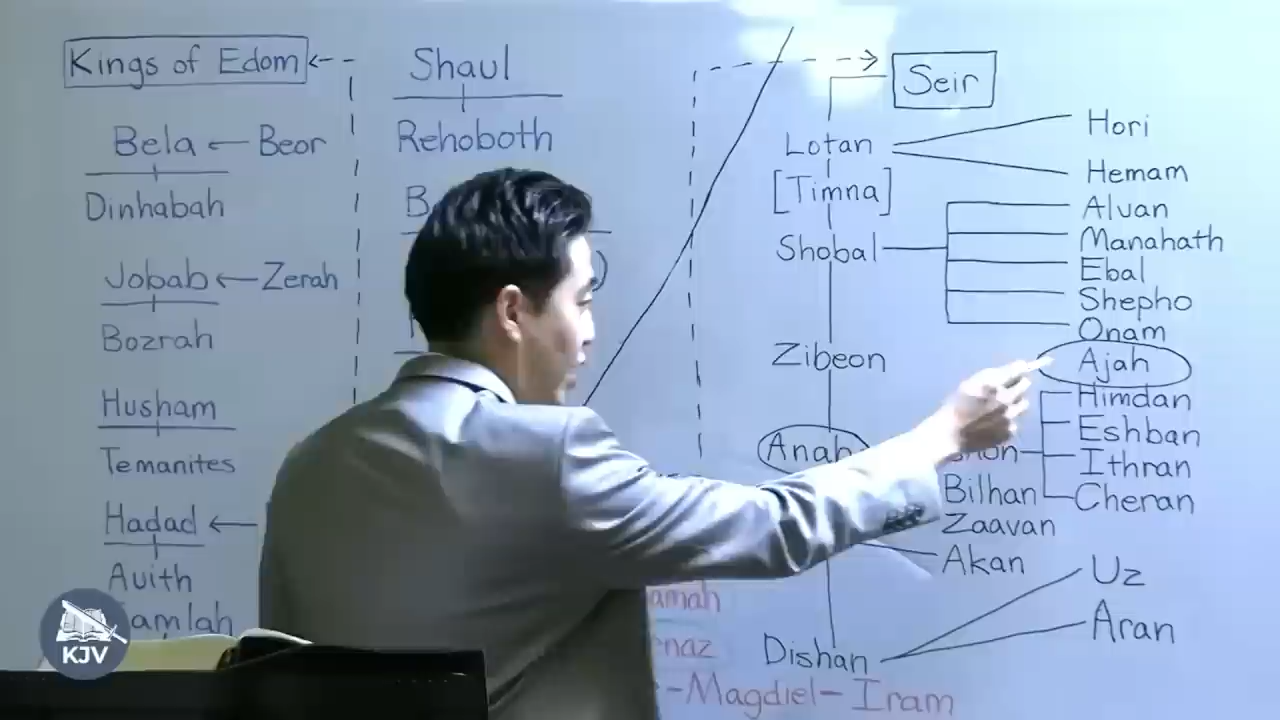 Kings of Edom
Bela ← Beor
Dinhabah
Jobab ← Zerah
Bozrah
Husham
Temanites
Hadad ←
Avith
Shaul
Rehoboth
Seir
Lotan
[Timna]
Shobal
Zibeon
Anah
Dishan
Hori
Hemam
Alvan
Manahath
Ebal
Shepho
Onam
Ajah
Himdan
Eshban
Ithran
Cheran
Bilhan
Zaavan
Akan
Uz
Aran
-Magdiel-Iram
KJV